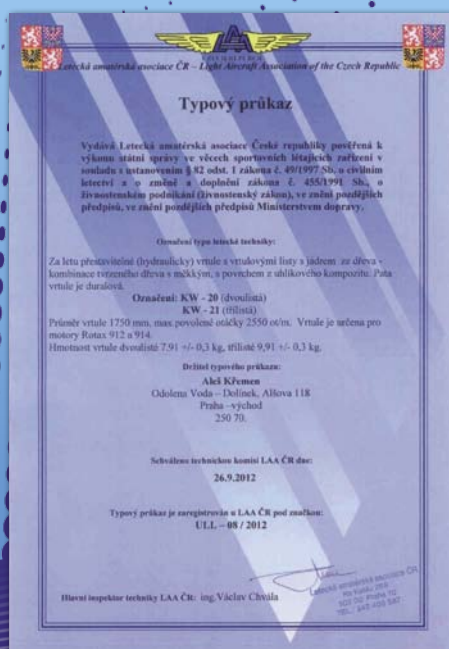 LAA
Letecká amatérská asociace ČR – Light Aircraft Association of the Czech Republic
Typový průkaz
Vydává Letecká amatérská asociace České republiky pověřená k
výkonu státní správy ve věcech sportovních létajících zařízení v
souladu s ustanovením § 82 odst. 1 zákona č. 49/1997 Sb. o civilním
letectví a o změně a doplnění zákona č. 455/1991 Sb., o
živnostenském podnikání (živnostenský zákon), ve znění pozdějších
předpisů, ve znění pozdějších předpisů Ministerstvem dopravy.
Označení typu letecké techniky:
Za letu přestavitelné (hydraulicky) vrtule s vrtulovými listy s jádrem ze dřeva -
kombinace tvrzeného dřeva s měkkým, s povrchem z uhlíkového kompozitu. Pata
vrtule je duralová.
Označení: KW - 20 (dvoulistá)
KW - 21 (třílistá)
Průměr vrtule 1750 mm, max.povolené otáčky 2550 ot/m. Vrtule je určena pro
motory Rotax 912 a 914.
Hmotnost vrtule dvoulisté 7,91 +/- 0,3 kg, třílisté 9,91 +/- 0,3 kg,
Držitel typového průkazu:
Aleš Křemen
Odolena Voda – Dolínek, Alšova 118
Praha –východ
250 70.
Schváleno technickou komisí LAA ČR dne:
26.9.2012
Typový průkaz je zaregistrován u LAA ČR pod značkou:
ULL – 08 / 2012
Hlavní inspektor techniky LAA ČR: ing.Václav Chvála
Letecká amatérská asociace ČR